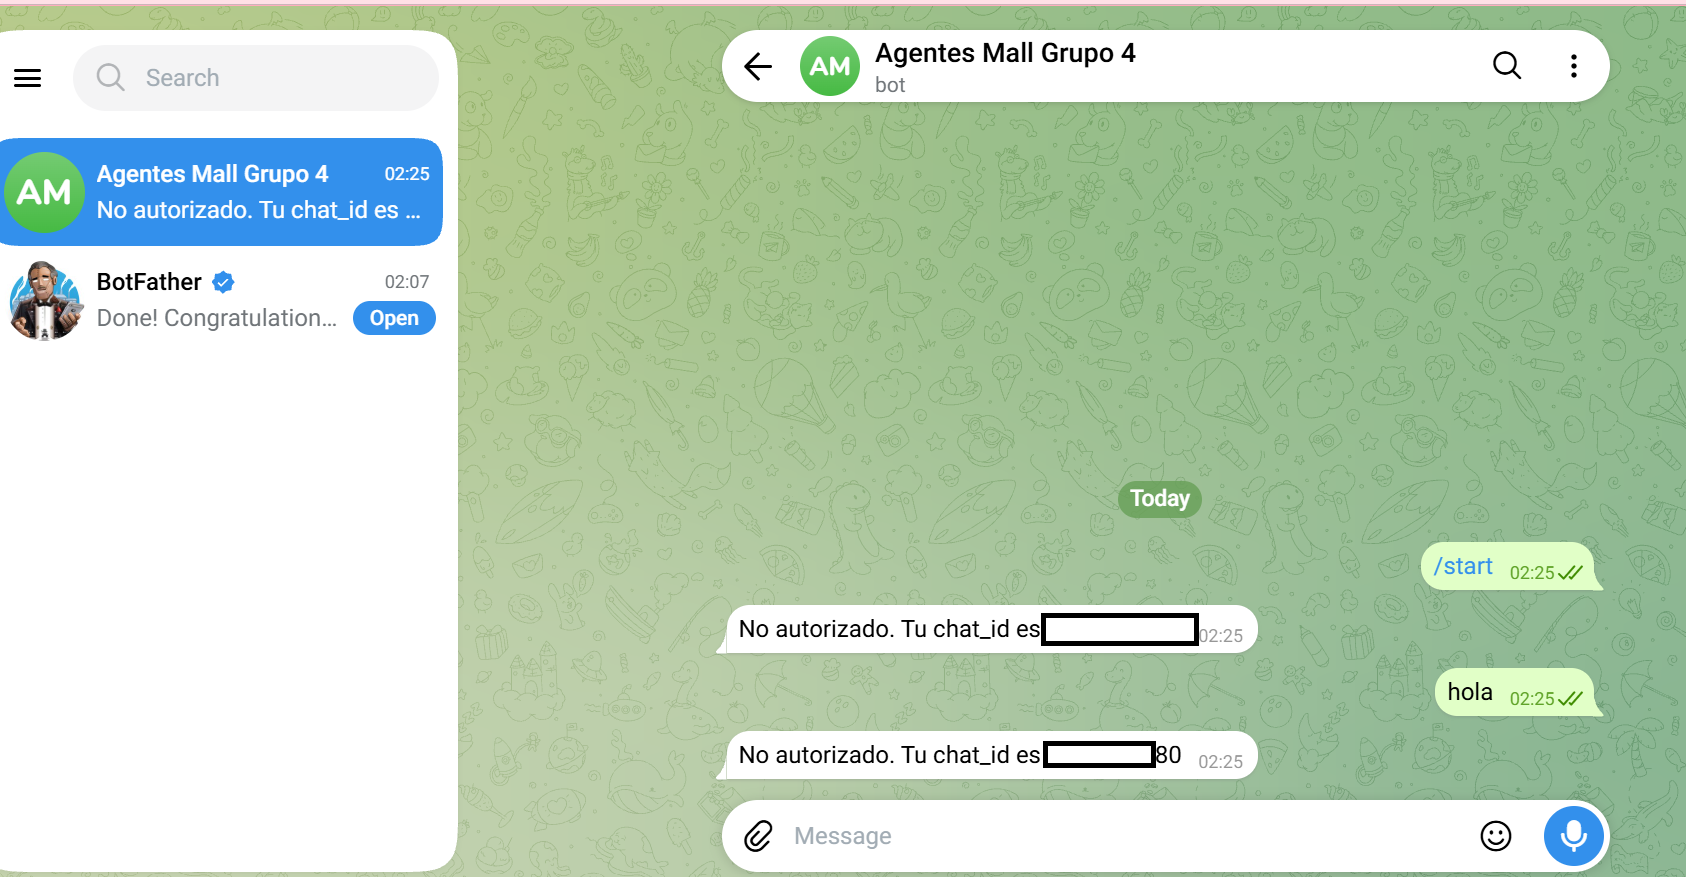 Search
AM
Agentes Mall Grupo 4
02:25
No autorizado. Tu chat_id es ...
BotFather
02:07
Done! Congratulation...
Open
AM
Agentes Mall Grupo 4
bot
Today
/start 02:25
No autorizado. Tu chat_id es 02:25
hola 02:25
No autorizado. Tu chat_id es 80 02:25
Message